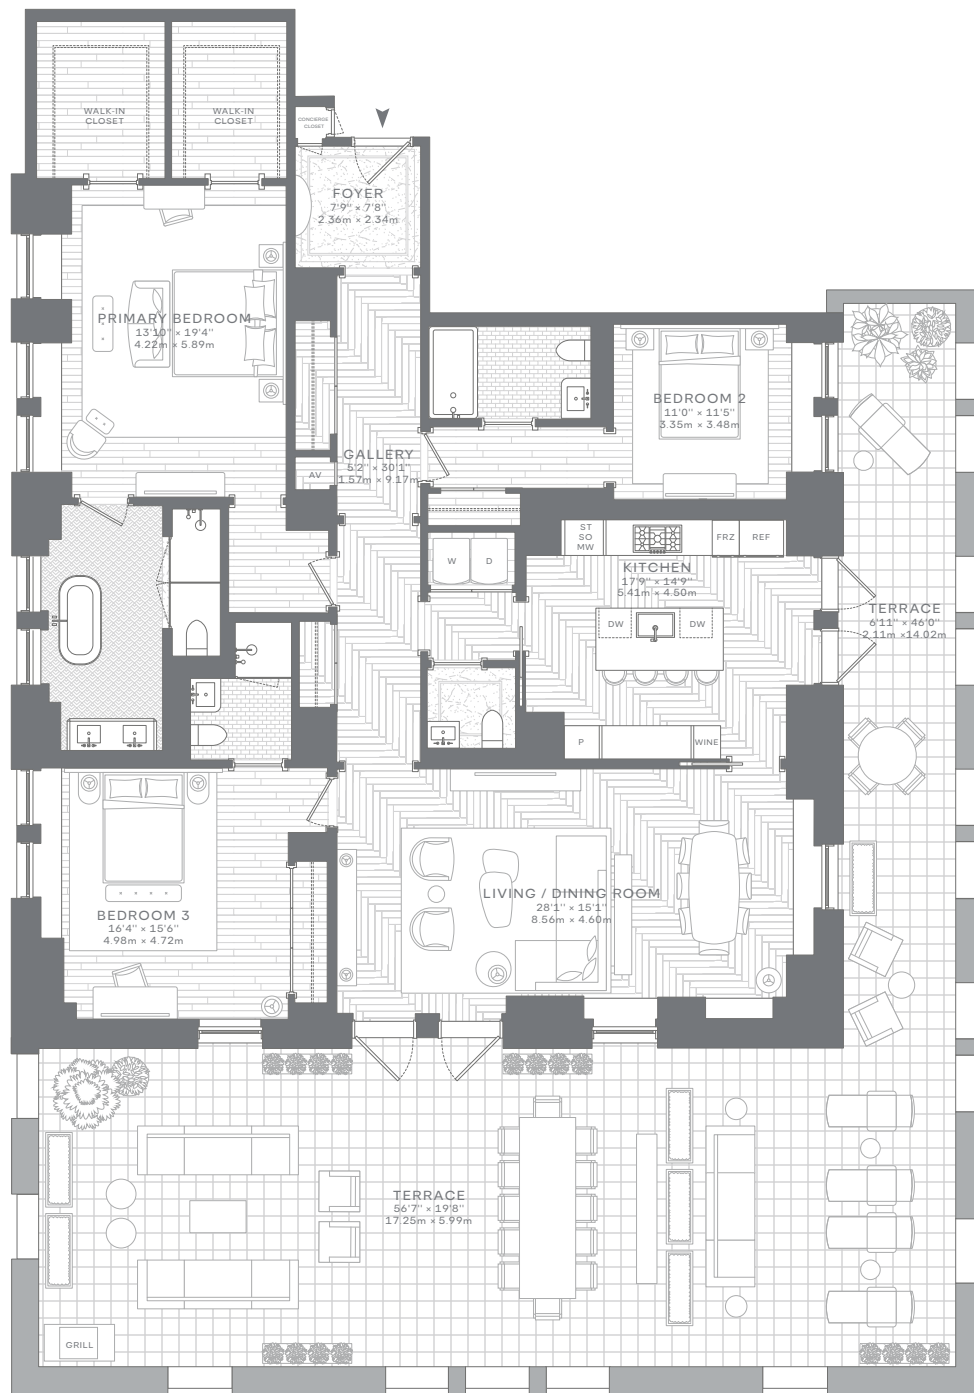 WALK-IN
CLOSET
WALK-IN
CLOSET
CONCIERGE
CLOSET
FOYER
7'9" × 7'8"
2.36m × 2.34m
PRIMARY BEDROOM
13'10" × 19'4"
4.22m × 5.89m
BEDROOM 2
11'0" × 11'5"
3.35m × 3.48m
GALLERY
5'2" × 30'1"
1.57m × 9.17m
AV
ST
SO
MW
FRZ
REF
W
D
KITCHEN
17'9" × 14'9"
5.41m × 4.50m
DW
DW
TERRACE
6'11" × 46'0"
2.11m ×14.02m
P
WINE
LIVING / DINING ROOM
28'1" × 15'1"
8.56m × 4.60m
BEDROOM 3
16'4" × 15'6"
4.98m × 4.72m
TERRACE
56'7" × 19'8"
17.25m × 5.99m
GRILL